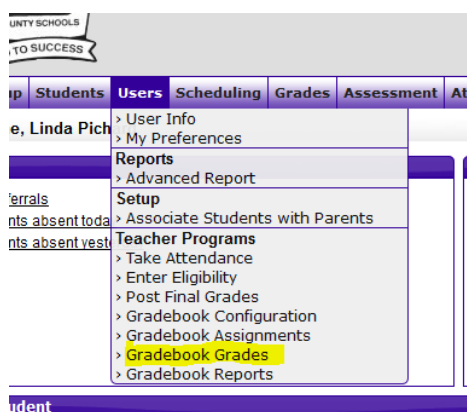 UNTY SCHOOLS
TO SUCCESS
up Students Users Scheduling Grades Assessment At
e, Linda Pich
› User Info
› My Preferences
Reports
› Advanced Report
ferrals
Setup
nts absent toda
› Associate Students with Parents
nts absent yest
Teacher Programs
› Take Attendance
› Enter Eligibility
› Post Final Grades
› Gradebook Configuration
› Gradebook Assignments
› Gradebook Grades
› Gradebook Reports
udent